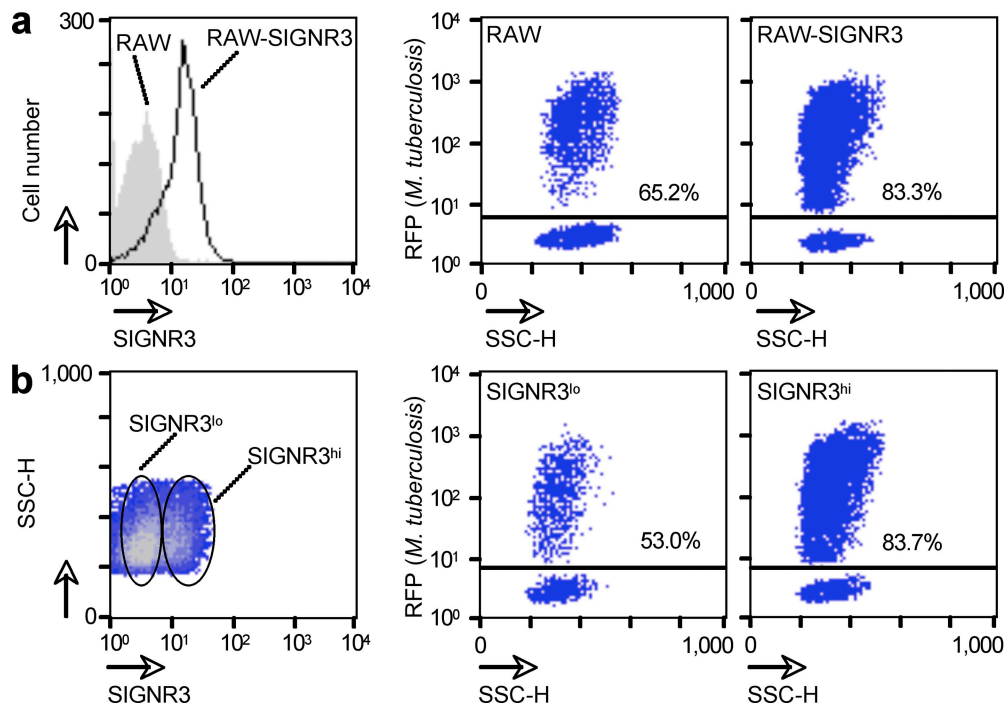 a
300
RAW
RAW-SIGNR3
Cell number
0
10⁰ 10¹ 10² 10³ 10⁴
SIGNR3
RFP (M. tuberculosis)
10⁴
10³
10²
10¹
10⁰
RAW
65.2%
0 1,000
SSC-H
RAW-SIGNR3
83.3%
0 1,000
SSC-H
b
1,000
SIGNR3ˡᵒ
SIGNR3ʰⁱ
SSC-H
0
10⁰ 10¹ 10² 10³ 10⁴
SIGNR3
RFP (M. tuberculosis)
10⁴
10³
10²
10¹
10⁰
SIGNR3ˡᵒ
53.0%
0 1,000
SSC-H
SIGNR3ʰⁱ
83.7%
0 1,000
SSC-H